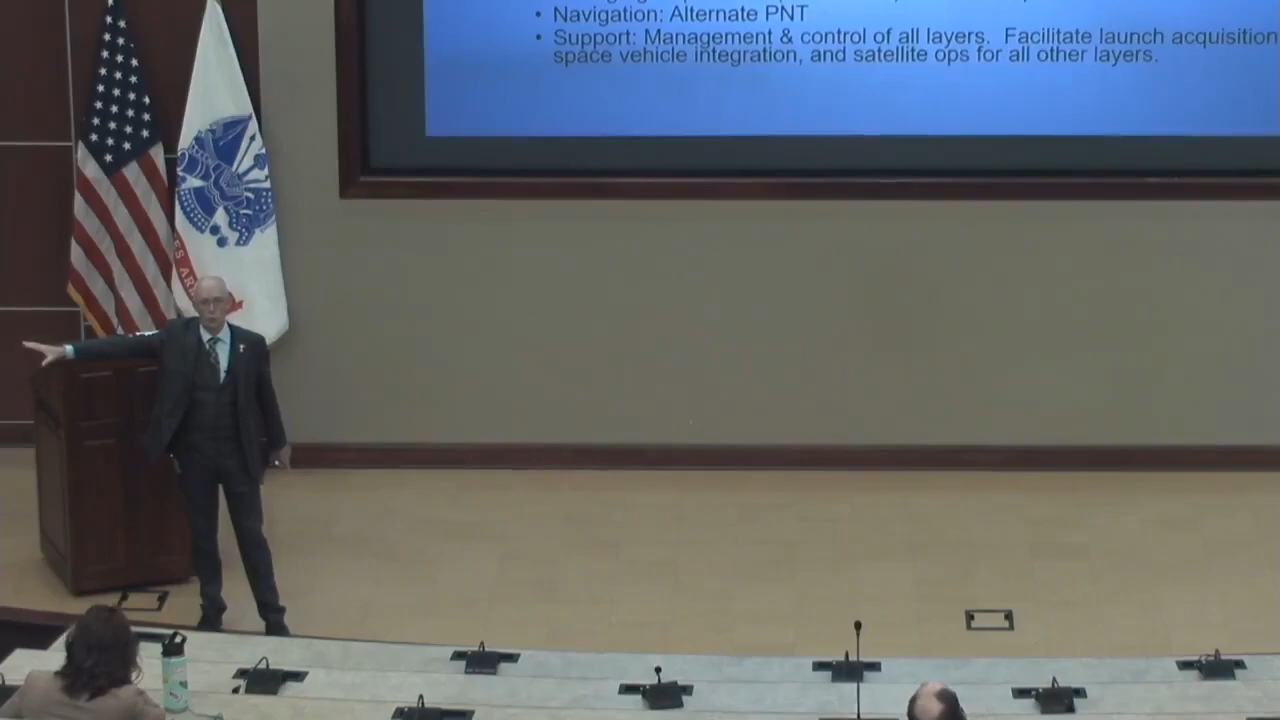 • Navigation: Alternate PNT
• Support: Management & control of all layers. Facilitate launch acquisition
space vehicle integration, and satellite ops for all other layers.